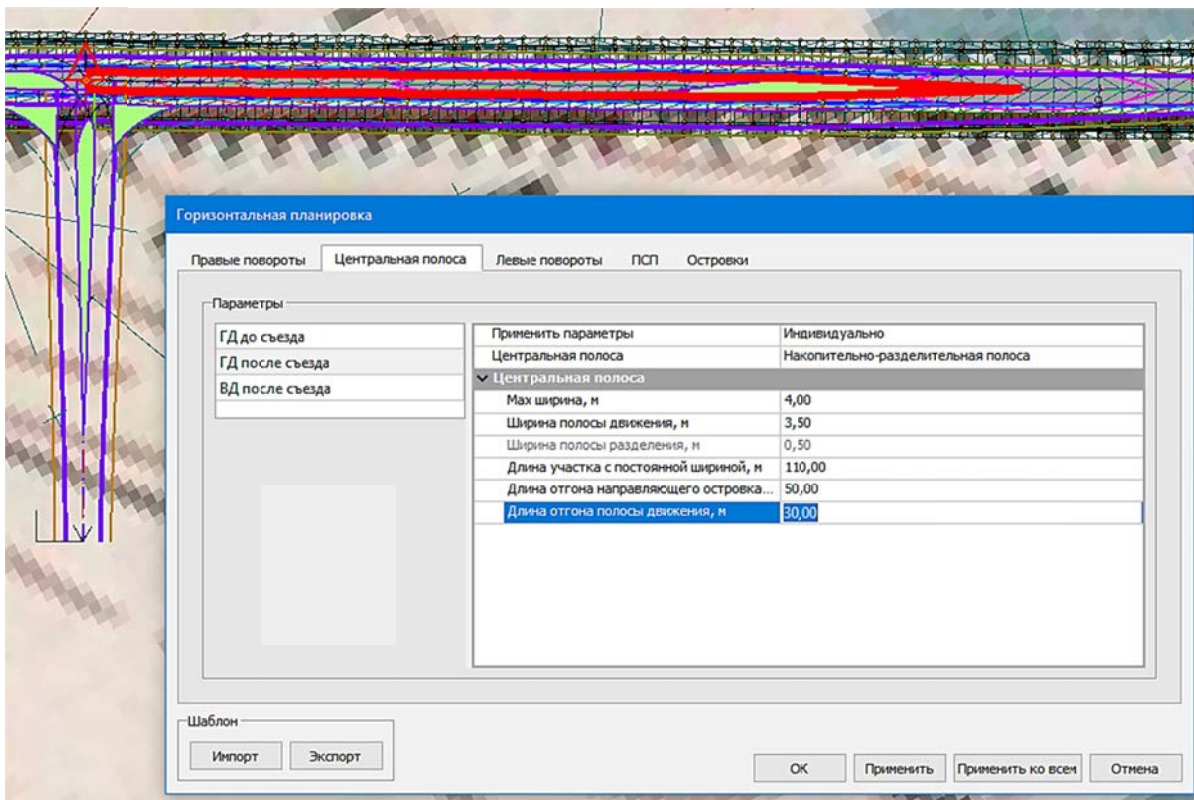 Горизонтальная планировка
Правые повороты Центральная полоса Левые повороты ПСП Островки
Параметры
ГД до съезда
ГД после съезда
ВД после съезда
Применить параметры Индивидуально
Центральная полоса Накопительно-разделительная полоса
Центральная полоса
Max ширина, м 4,00
Ширина полосы движения, м 3,50
Ширина полосы разделения, м 0,50
Длина участка с постоянной шириной, м 110,00
Длина отгона направляющего островка... 50,00
Длина отгона полосы движения, м 30,00
Шаблон
Импорт Экспорт
ОК Применить Применить ко всем Отмена